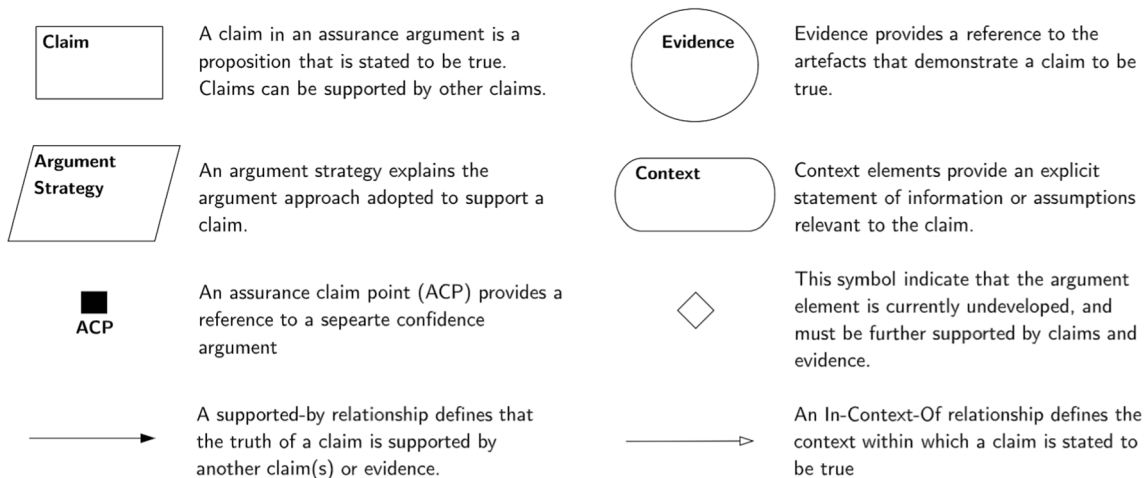 Claim
A claim in an assurance argument is a
proposition that is stated to be true.
Claims can be supported by other claims.
Evidence
Evidence provides a reference to the
artefacts that demonstrate a claim to be
true.
Argument
Strategy
An argument strategy explains the
argument approach adopted to support a
claim.
Context
Context elements provide an explicit
statement of information or assumptions
relevant to the claim.
ACP
An assurance claim point (ACP) provides a
reference to a sepearte confidence
argument
This symbol indicate that the argument
element is currently undeveloped, and
must be further supported by claims and
evidence.
A supported-by relationship defines that
the truth of a claim is supported by
another claim(s) or evidence.
An In-Context-Of relationship defines the
context within which a claim is stated to
be true